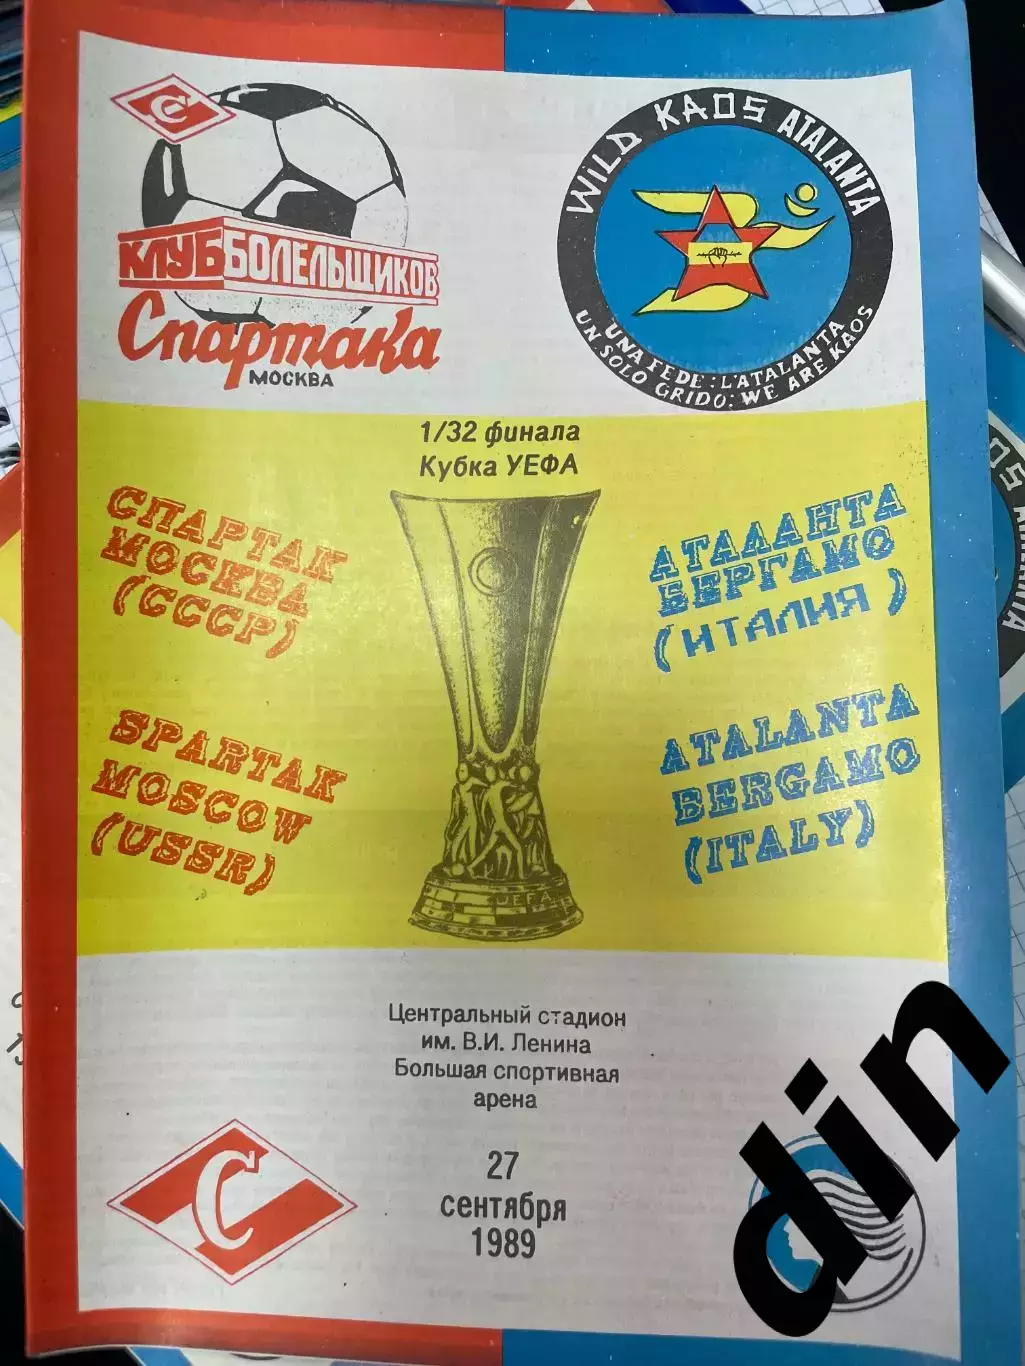 С
КЛУБ БОЛЕЛЬЩИКОВ
Спартака
МОСКВА
WILD KAOS ATALANTA
UNA FEDE: L'ATALANTA
UN SOLO GRIDO: WE ARE KAOS
1/32 финала
Кубка УЕФА
СПАРТАК
МОСКВА
(СССР)
АТАЛАНТА
БЕРГАМО
(ИТАЛИЯ)
SPARTAK
MOSCOW
(USSR)
ATALANTA
BERGAMO
(ITALY)
UEFA
Центральный стадион
им. В.И. Ленина
Большая спортивная
арена
27
сентября
1989
С
din